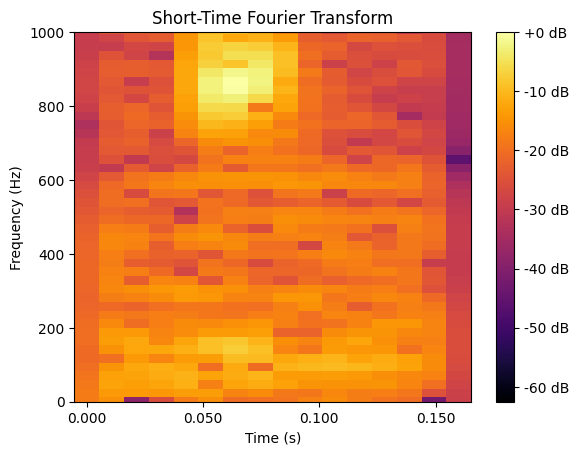 Short-Time Fourier Transform
Frequency (Hz)
1000
800
600
400
200
0
0.000
0.050
0.100
0.150
Time (s)
+0 dB
-10 dB
-20 dB
-30 dB
-40 dB
-50 dB
-60 dB